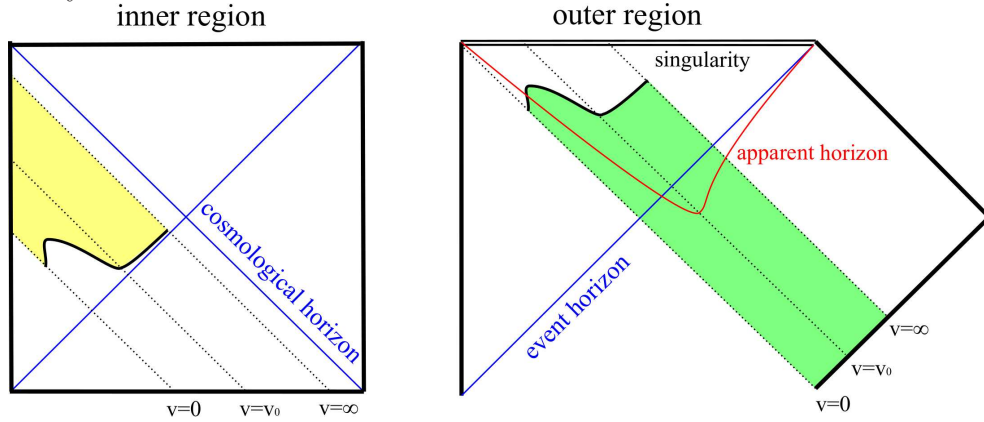 inner region
outer region
singularity
apparent horizon
cosmological horizon
event horizon
v=0
v=v₀
v=∞
v=∞
v=v₀
v=0